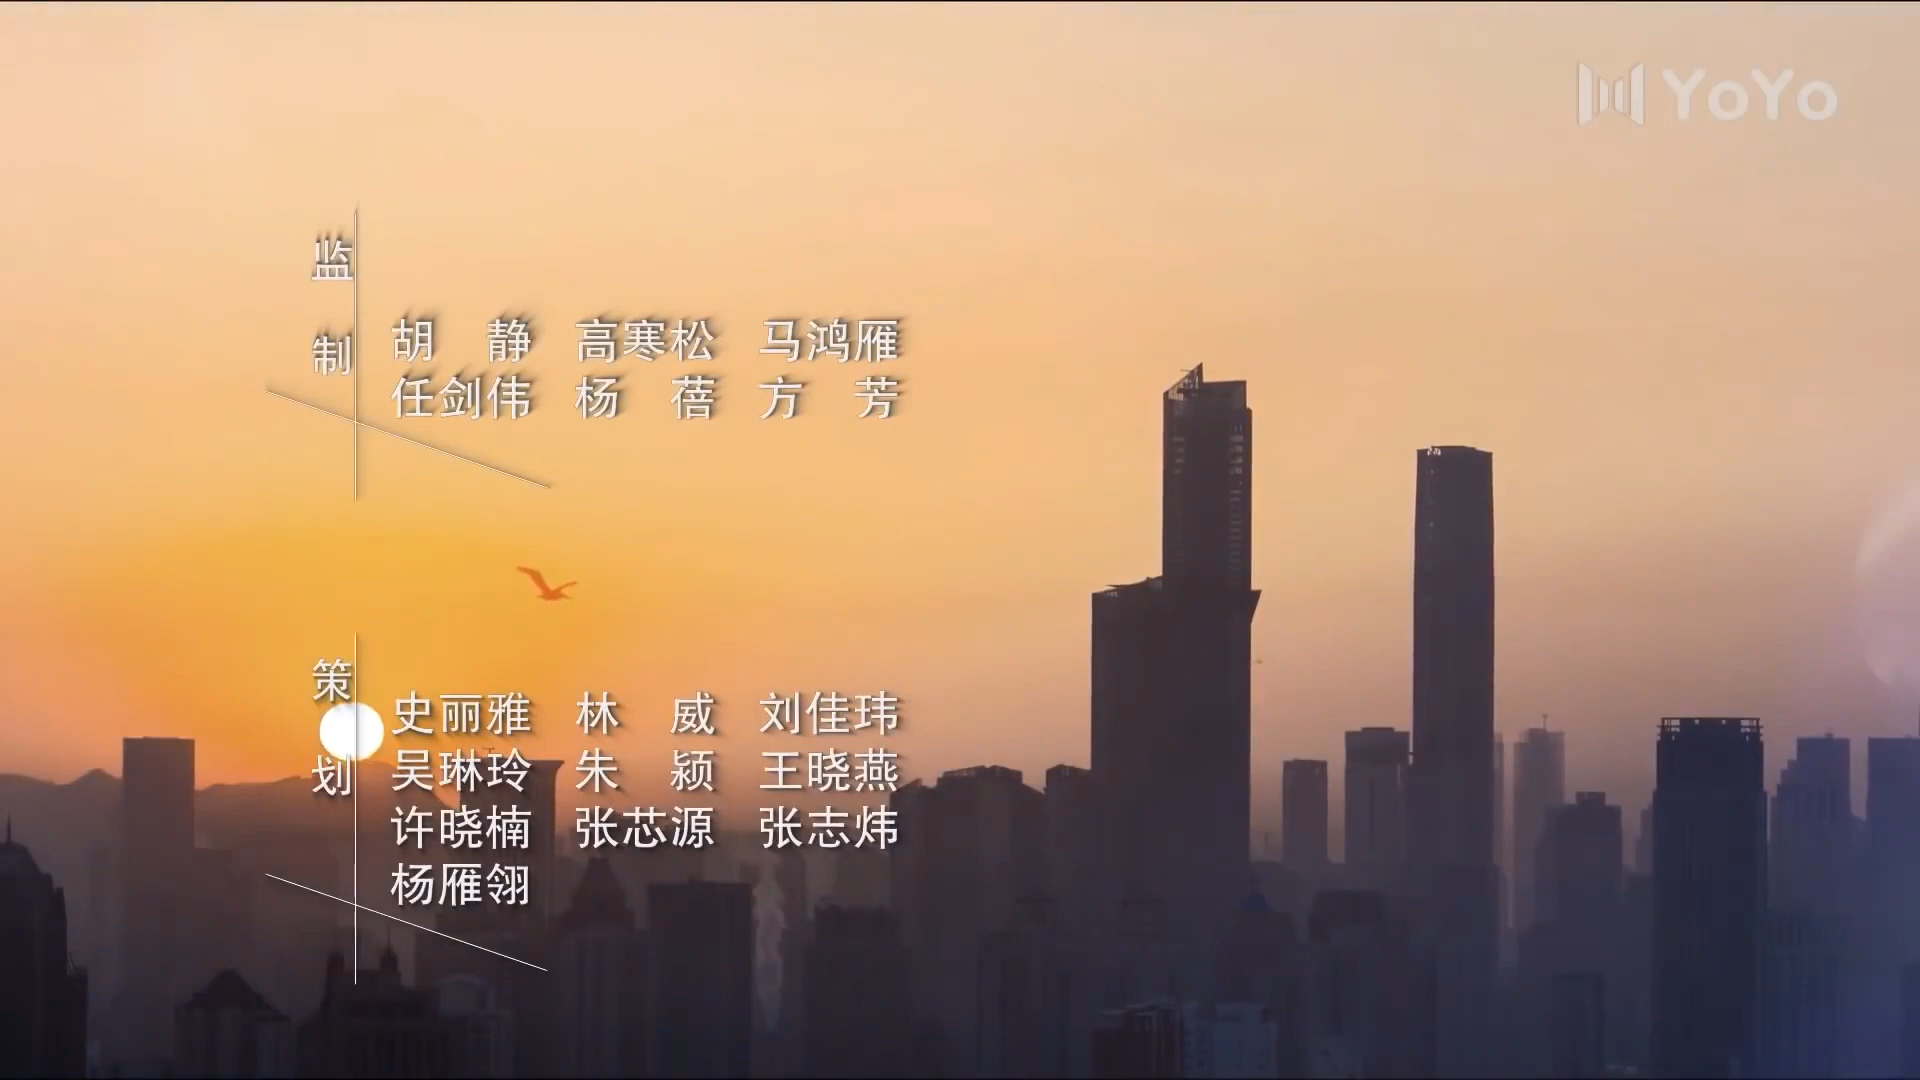 YoYo
监制
胡 静 高寒松 马鸿雁
任剑伟 杨 蓓 方 芳
策划
史丽雅 林 威 刘佳玮
吴琳玲 朱 颍 王晓燕
许晓楠 张芯源 张志炜
杨雁翎